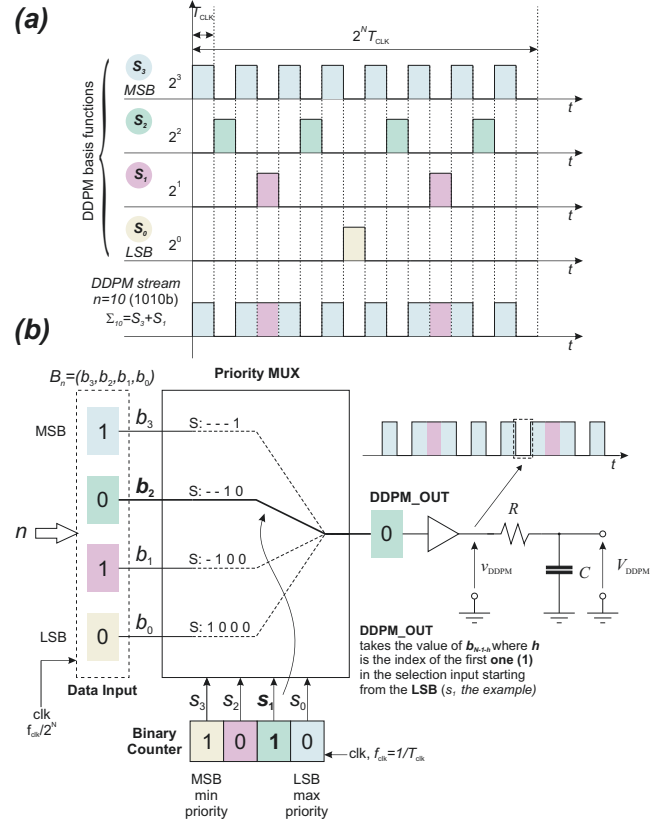 (a)
T_CLK
2^N T_CLK
DDPM basis functions
S_3
MSB
2^3
t
S_2
2^2
t
S_1
2^1
t
S_0
LSB
2^0
t
DDPM stream
n=10 (1010b)
Σ_10=S_3+S_1
t
(b)
B_n=(b_3,b_2,b_1,b_0)
Priority MUX
MSB
1
b_3
S: - - - 1
0
b_2
S: - - 1 0
n
1
b_1
S: - 1 0 0
LSB
0
b_0
S: 1 0 0 0
Data Input
clk
f_clk/2^N
t
DDPM_OUT
0
R
C
v_DDPM
V_DDPM
DDPM_OUT
takes the value of b_N-1-h where h
is the index of the first one (1)
in the selection input starting
from the LSB (s_1 the example)
s_3 s_2 s_1 s_0
Binary
Counter
1 0 1 0
clk, f_clk=1/T_clk
MSB
min
priority
LSB
max
priority